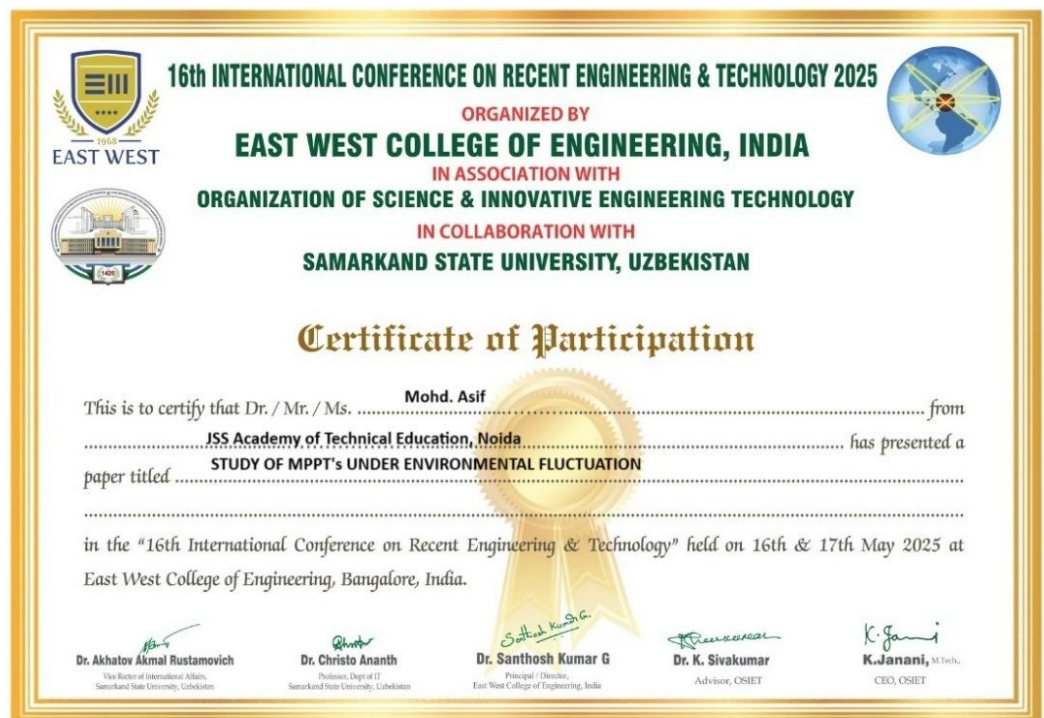 16th INTERNATIONAL CONFERENCE ON RECENT ENGINEERING & TECHNOLOGY 2025
ORGANIZED BY
EAST WEST COLLEGE OF ENGINEERING, INDIA
IN ASSOCIATION WITH
ORGANIZATION OF SCIENCE & INNOVATIVE ENGINEERING TECHNOLOGY
IN COLLABORATION WITH
SAMARKAND STATE UNIVERSITY, UZBEKISTAN
1968
EAST WEST
1420
Certificate of Participation
This is to certify that Dr. / Mr. / Ms. Mohd. Asif from
JSS Academy of Technical Education, Noida has presented a
paper titled STUDY OF MPPT's UNDER ENVIRONMENTAL FLUCTUATION
in the "16th International Conference on Recent Engineering & Technology" held on 16th & 17th May 2025 at
East West College of Engineering, Bangalore, India.
Santhosh Kumar G.
K. Jani
Dr. Akhatov Akmal Rustamovich
Vice Rector of International Affairs,
Samarkand State University, Uzbekistan
Dr. Christo Ananth
Professor, Dept of IT
Samarkand State University, Uzbekistan
Dr. Santhosh Kumar G
Principal / Director,
East West College of Engineering, India
Dr. K. Sivakumar
Advisor, OSIET
K.Janani, M.Tech.,
CEO, OSIET